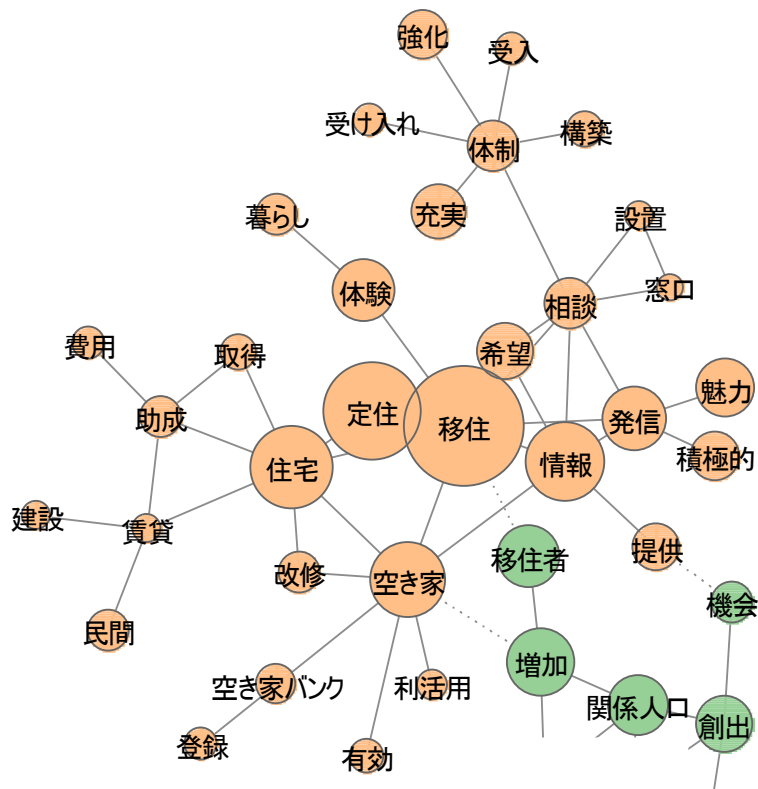 強化
受入
受け入れ
体制
構築
充実
暮らし
設置
体験
窓口
相談
費用
取得
希望
魅力
助成
定住
移住
発信
住宅
情報
積極的
建設
賃貸
改修
空き家
移住者
提供
民間
機会
増加
空き家バンク
利活用
関係人口
創出
登録
有効